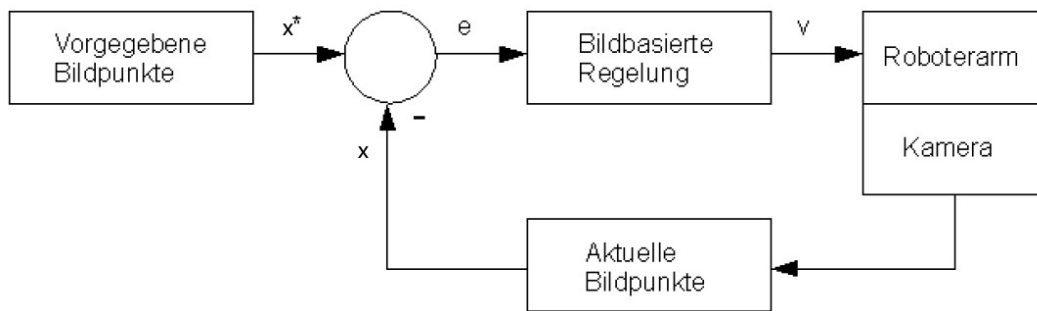 Vorgegebene
Bildpunkte
x*
e
Bildbasierte
Regelung
v
Roboterarm
Kamera
–
x
Aktuelle
Bildpunkte